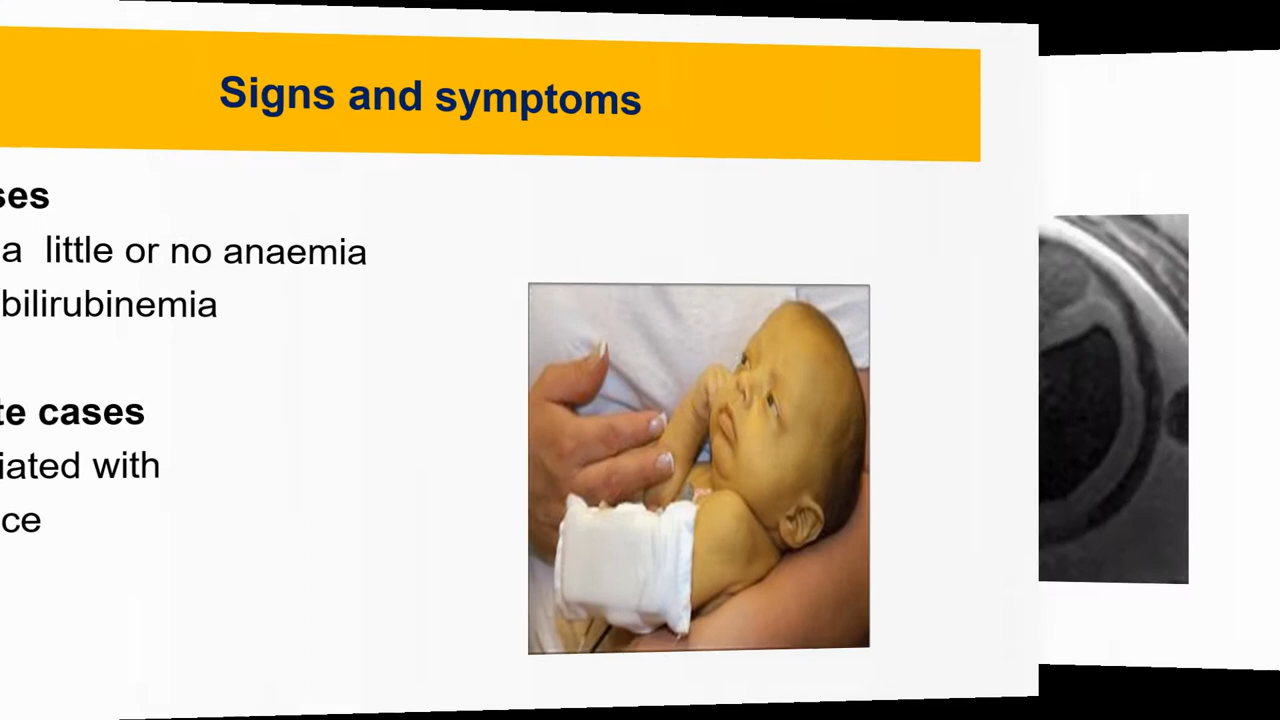 Signs and symptoms
ses
a little or no anaemia
bilirubinemia
te cases
iated with
ce